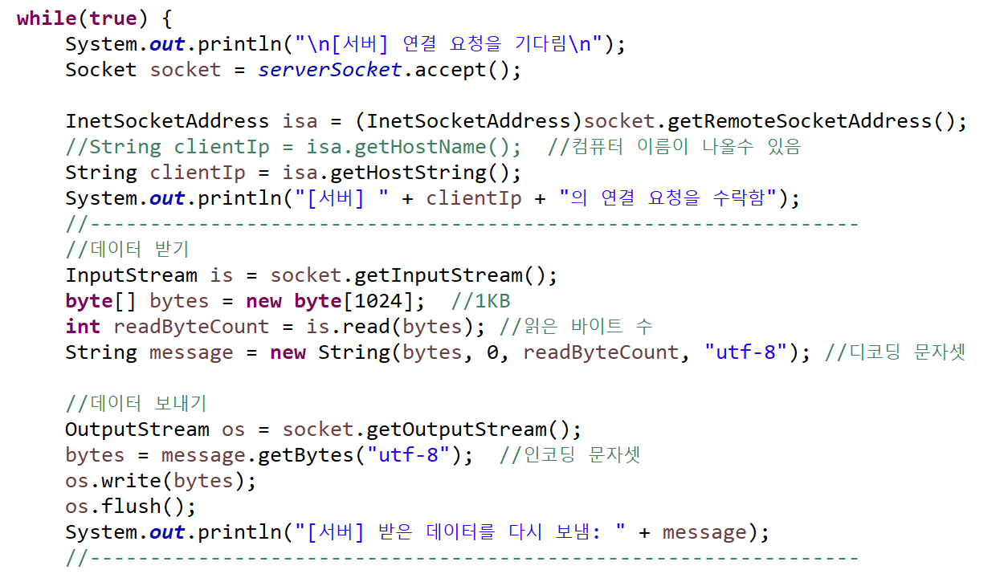 while(true) {
System.out.println("\n[서버] 연결 요청을 기다림\n");
Socket socket = serverSocket.accept();
InetSocketAddress isa = (InetSocketAddress)socket.getRemoteSocketAddress();
//String clientIp = isa.getHostName();  //컴퓨터 이름이 나올수 있음
String clientIp = isa.getHostString();
System.out.println("[서버] " + clientIp + "의 연결 요청을 수락함");
//----------------------------------------------------------------
//데이터 받기
InputStream is = socket.getInputStream();
byte[] bytes = new byte[1024];  //1KB
int readByteCount = is.read(bytes); //읽은 바이트 수
String message = new String(bytes, 0, readByteCount, "utf-8"); //디코딩 문자셋
//데이터 보내기
OutputStream os = socket.getOutputStream();
bytes = message.getBytes("utf-8");  //인코딩 문자셋
os.write(bytes);
os.flush();
System.out.println("[서버] 받은 데이터를 다시 보냄: " + message);
//----------------------------------------------------------------